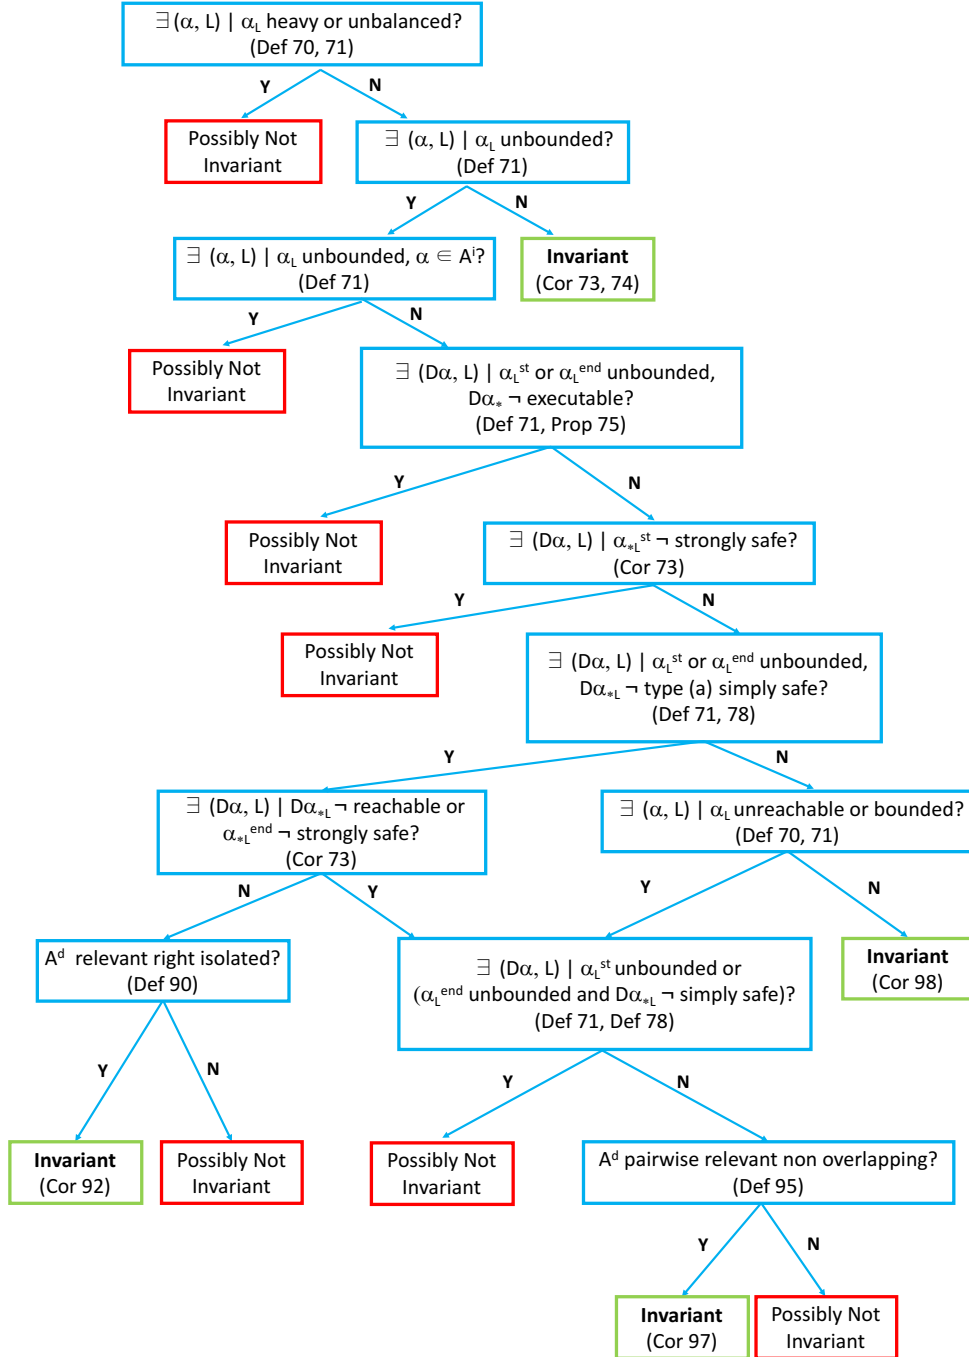 ∃ (α, L) | α_L heavy or unbalanced?
(Def 70, 71)
Y
N
Possibly Not
Invariant
∃ (α, L) | α_L unbounded?
(Def 71)
Y
N
∃ (α, L) | α_L unbounded, α ∈ A^i?
(Def 71)
Invariant
(Cor 73, 74)
Y
N
Possibly Not
Invariant
∃ (Dα, L) | α_L^st or α_L^end unbounded,
Dα_* ¬ executable?
(Def 71, Prop 75)
Y
N
Possibly Not
Invariant
∃ (Dα, L) | α_*L^st ¬ strongly safe?
(Cor 73)
Y
N
Possibly Not
Invariant
∃ (Dα, L) | α_L^st or α_L^end unbounded,
Dα_*L ¬ type (a) simply safe?
(Def 71, 78)
Y
N
∃ (Dα, L) | Dα_*L ¬ reachable or
α_*L^end ¬ strongly safe?
(Cor 73)
∃ (α, L) | α_L unreachable or bounded?
(Def 70, 71)
N
Y
Y
N
A^d relevant right isolated?
(Def 90)
∃ (Dα, L) | α_L^st unbounded or
(α_L^end unbounded and Dα_*L ¬ simply safe)?
(Def 71, Def 78)
Invariant
(Cor 98)
Y
N
Y
N
Invariant
(Cor 92)
Possibly Not
Invariant
Possibly Not
Invariant
A^d pairwise relevant non overlapping?
(Def 95)
Y
N
Invariant
(Cor 97)
Possibly Not
Invariant